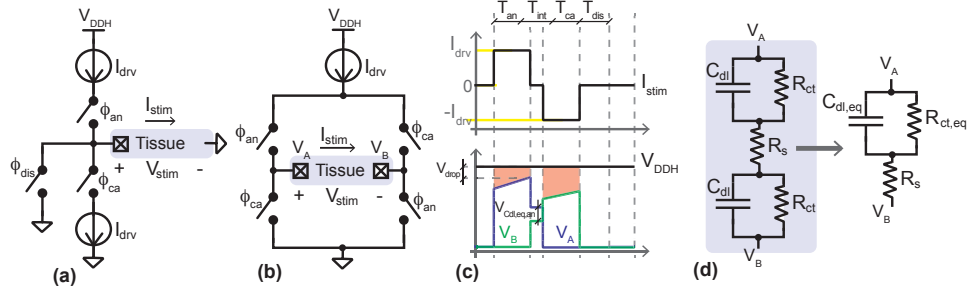 V_DDH
I_drv
ϕ_an
I_stim
Tissue
ϕ_dis
ϕ_ca
+ V_stim -
I_drv
(a)
V_DDH
I_drv
ϕ_an
ϕ_ca
I_stim
V_A
V_B
Tissue
ϕ_ca
+ V_stim -
ϕ_an
(b)
T_an T_int T_ca T_dis
I_drv
0
-I_drv
I_stim
V_DDH
V_drop
V_Cdl,eq,an
V_B
V_A
(c)
V_A
C_dl
R_ct
R_s
C_dl
R_ct
V_B
V_A
C_dl,eq
R_ct,eq
R_s
V_B
(d)